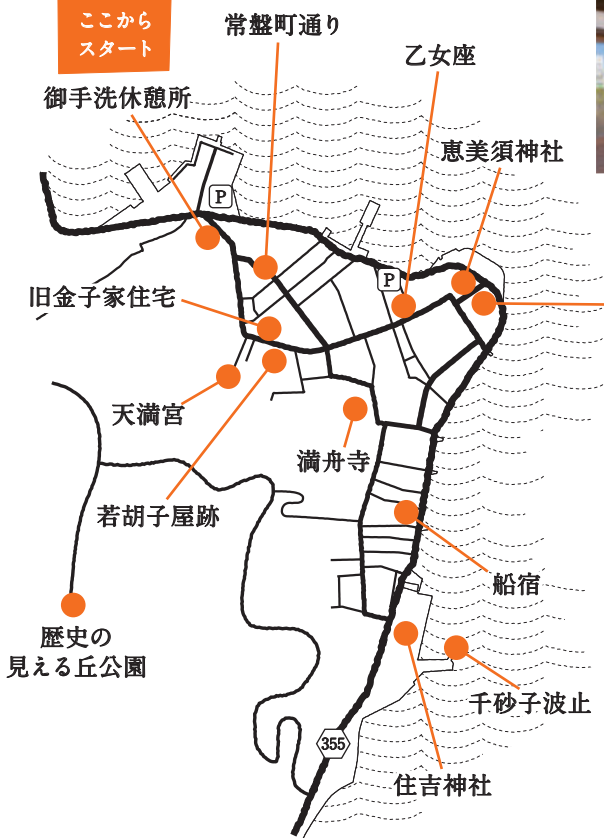 ここから
スタート
常盤町通り
乙女座
御手洗休憩所
恵美須神社
P
P
旧金子家住宅
天満宮
満舟寺
若胡子屋跡
船宿
歴史の
見える丘公園
千砂子波止
355
住吉神社